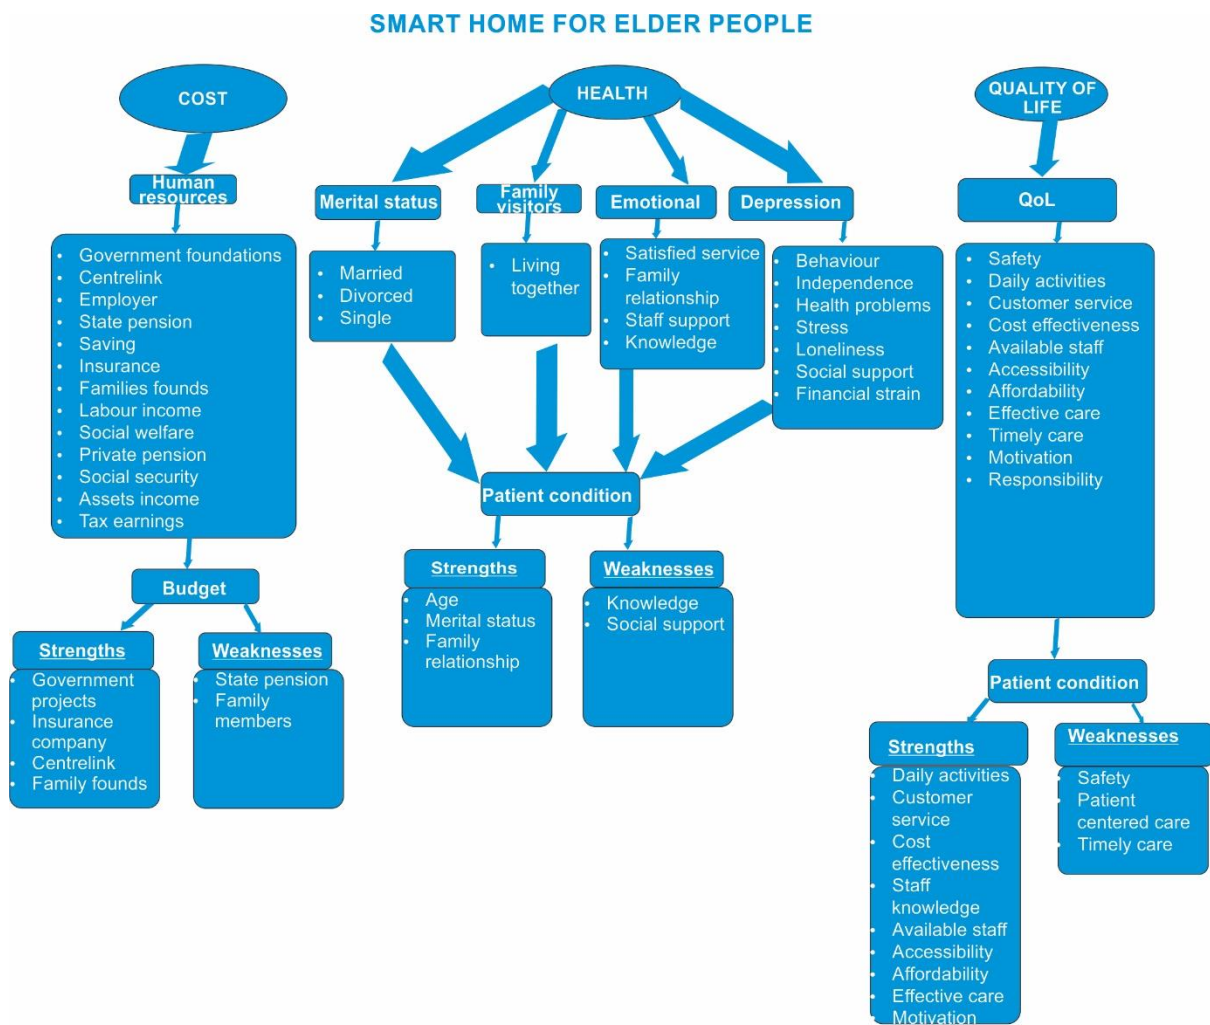 SMART HOME FOR ELDER PEOPLE
COST
Human
resources
• Government foundations
• Centrelink
• Employer
• State pension
• Saving
• Insurance
• Families founds
• Labour income
• Social welfare
• Private pension
• Social security
• Assets income
• Tax earnings
Budget
Strengths
• Government
projects
• Insurance
company
• Centrelink
• Family founds
Weaknesses
• State pension
• Family
members
HEALTH
Merital status
• Married
• Divorced
• Single
Family
visitors
• Living
together
Emotional
• Satisfied service
• Family
relationship
• Staff support
• Knowledge
Depression
• Behaviour
• Independence
• Health problems
• Stress
• Loneliness
• Social support
• Financial strain
Patient condition
Strengths
• Age
• Merital status
• Family
relationship
Weaknesses
• Knowledge
• Social support
QUALITY OF
LIFE
QoL
• Safety
• Daily activities
• Customer service
• Cost effectiveness
• Available staff
• Accessibility
• Affordability
• Effective care
• Timely care
• Motivation
• Responsibility
Patient condition
Strengths
• Daily activities
• Customer
service
• Cost
effectiveness
• Staff
knowledge
• Available staff
• Accessibility
• Affordability
• Effective care
• Motivation
Weaknesses
• Safety
• Patient
centered care
• Timely care